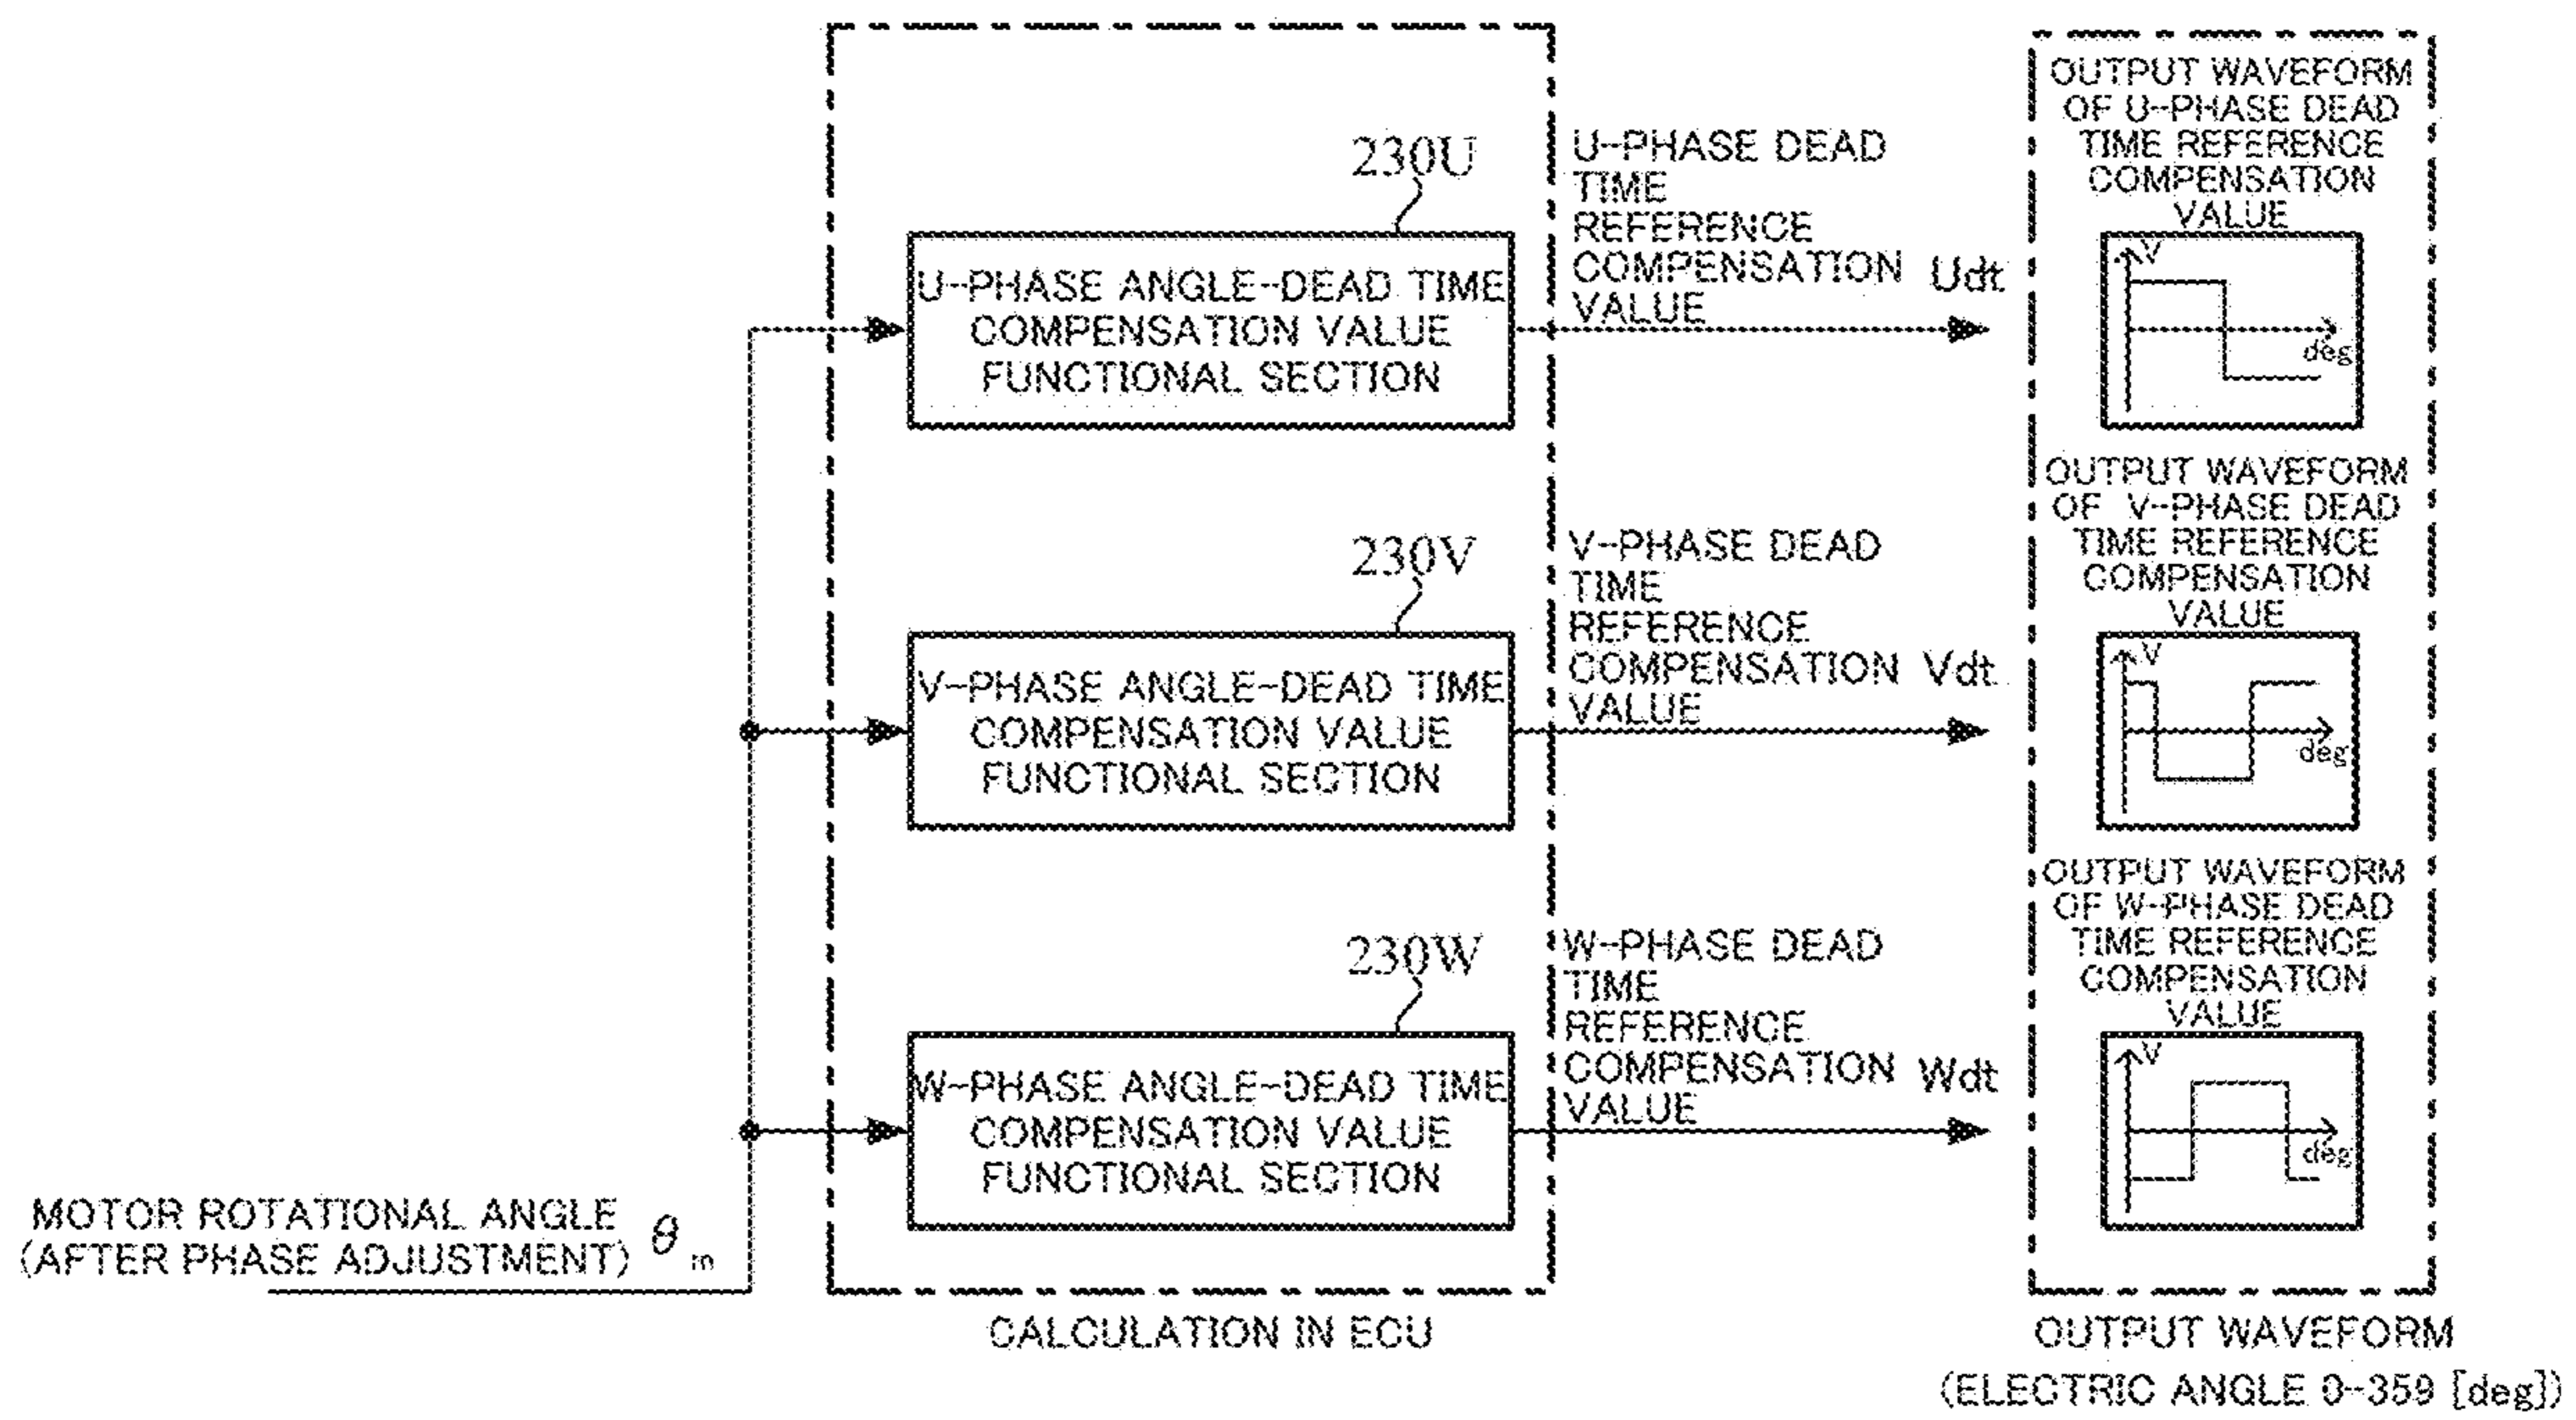 230U
U-PHASE ANGLE-DEAD TIME
COMPENSATION VALUE
FUNCTIONAL SECTION
U-PHASE DEAD
TIME
REFERENCE
COMPENSATION Udt
VALUE
OUTPUT WAVEFORM
OF U-PHASE DEAD
TIME REFERENCE
COMPENSATION
VALUE
V
deg
230V
V-PHASE ANGLE-DEAD TIME
COMPENSATION VALUE
FUNCTIONAL SECTION
V-PHASE DEAD
TIME
REFERENCE
COMPENSATION Vdt
VALUE
OUTPUT WAVEFORM
OF V-PHASE DEAD
TIME REFERENCE
COMPENSATION
VALUE
V
deg
230W
W-PHASE ANGLE-DEAD TIME
COMPENSATION VALUE
FUNCTIONAL SECTION
W-PHASE DEAD
TIME
REFERENCE
COMPENSATION Wdt
VALUE
OUTPUT WAVEFORM
OF W-PHASE DEAD
TIME REFERENCE
COMPENSATION
VALUE
V
deg
MOTOR ROTATIONAL ANGLE
(AFTER PHASE ADJUSTMENT) θm
CALCULATION IN ECU
OUTPUT WAVEFORM
(ELECTRIC ANGLE 0-359 [deg])